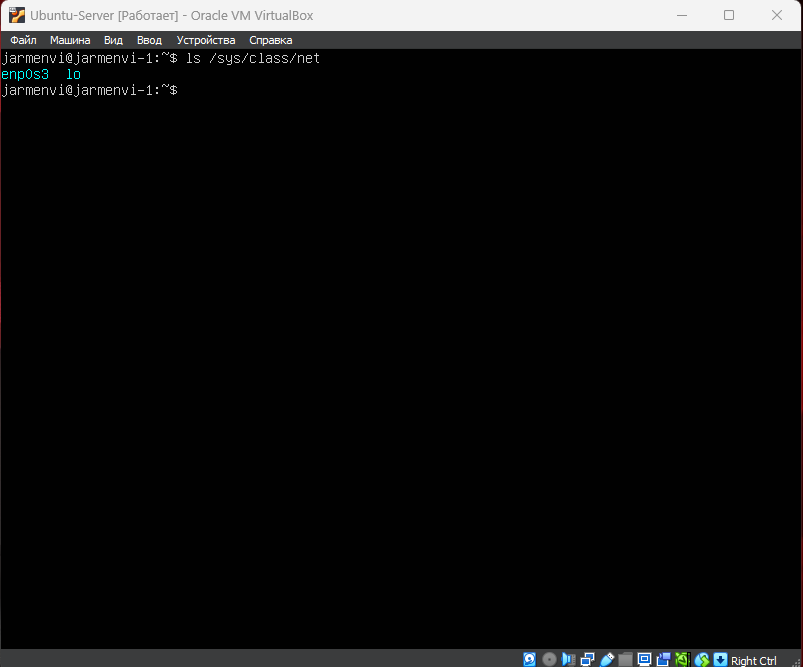 Ubuntu-Server [Работает] - Oracle VM VirtualBox
Файл Машина Вид Ввод Устройства Справка
jarmenvi@jarmenvi-1:~$ ls /sys/class/net
enp0s3 lo
jarmenvi@jarmenvi-1:~$
Right Ctrl